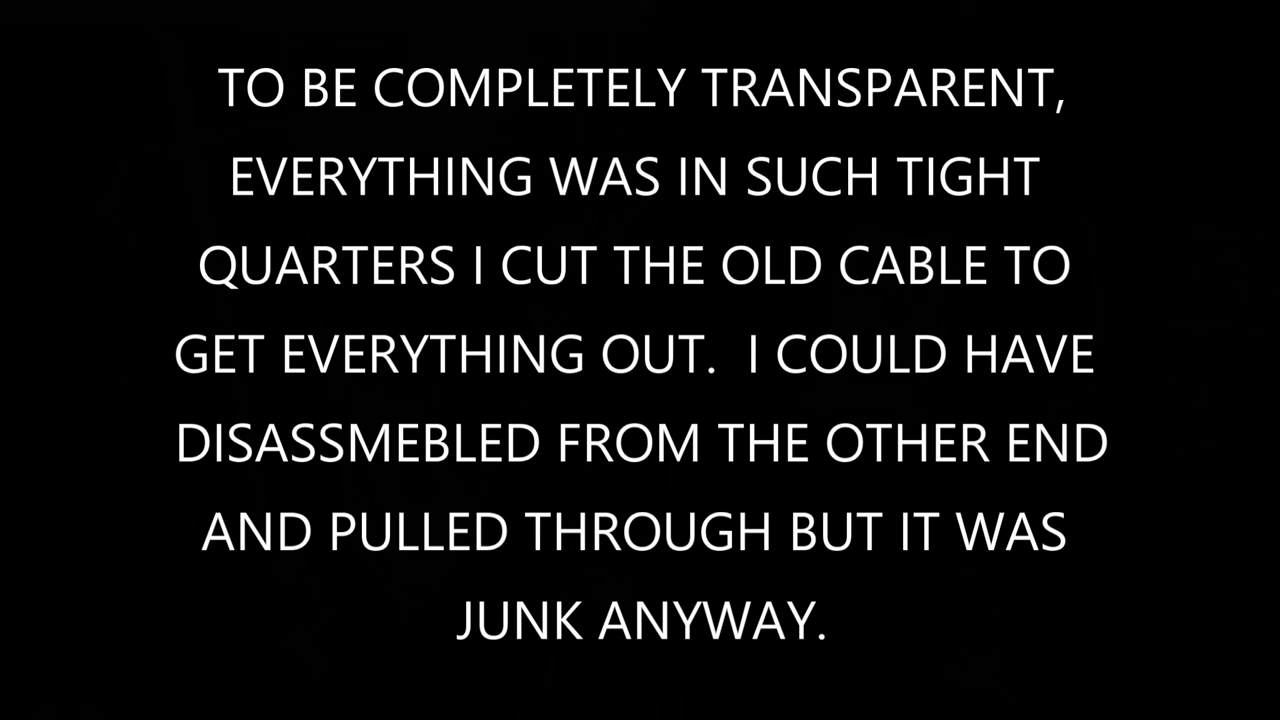 TO BE COMPLETELY TRANSPARENT,
EVERYTHING WAS IN SUCH TIGHT
QUARTERS I CUT THE OLD CABLE TO
GET EVERYTHING OUT.  I COULD HAVE
DISASSMEBLED FROM THE OTHER END
AND PULLED THROUGH BUT IT WAS
JUNK ANYWAY.